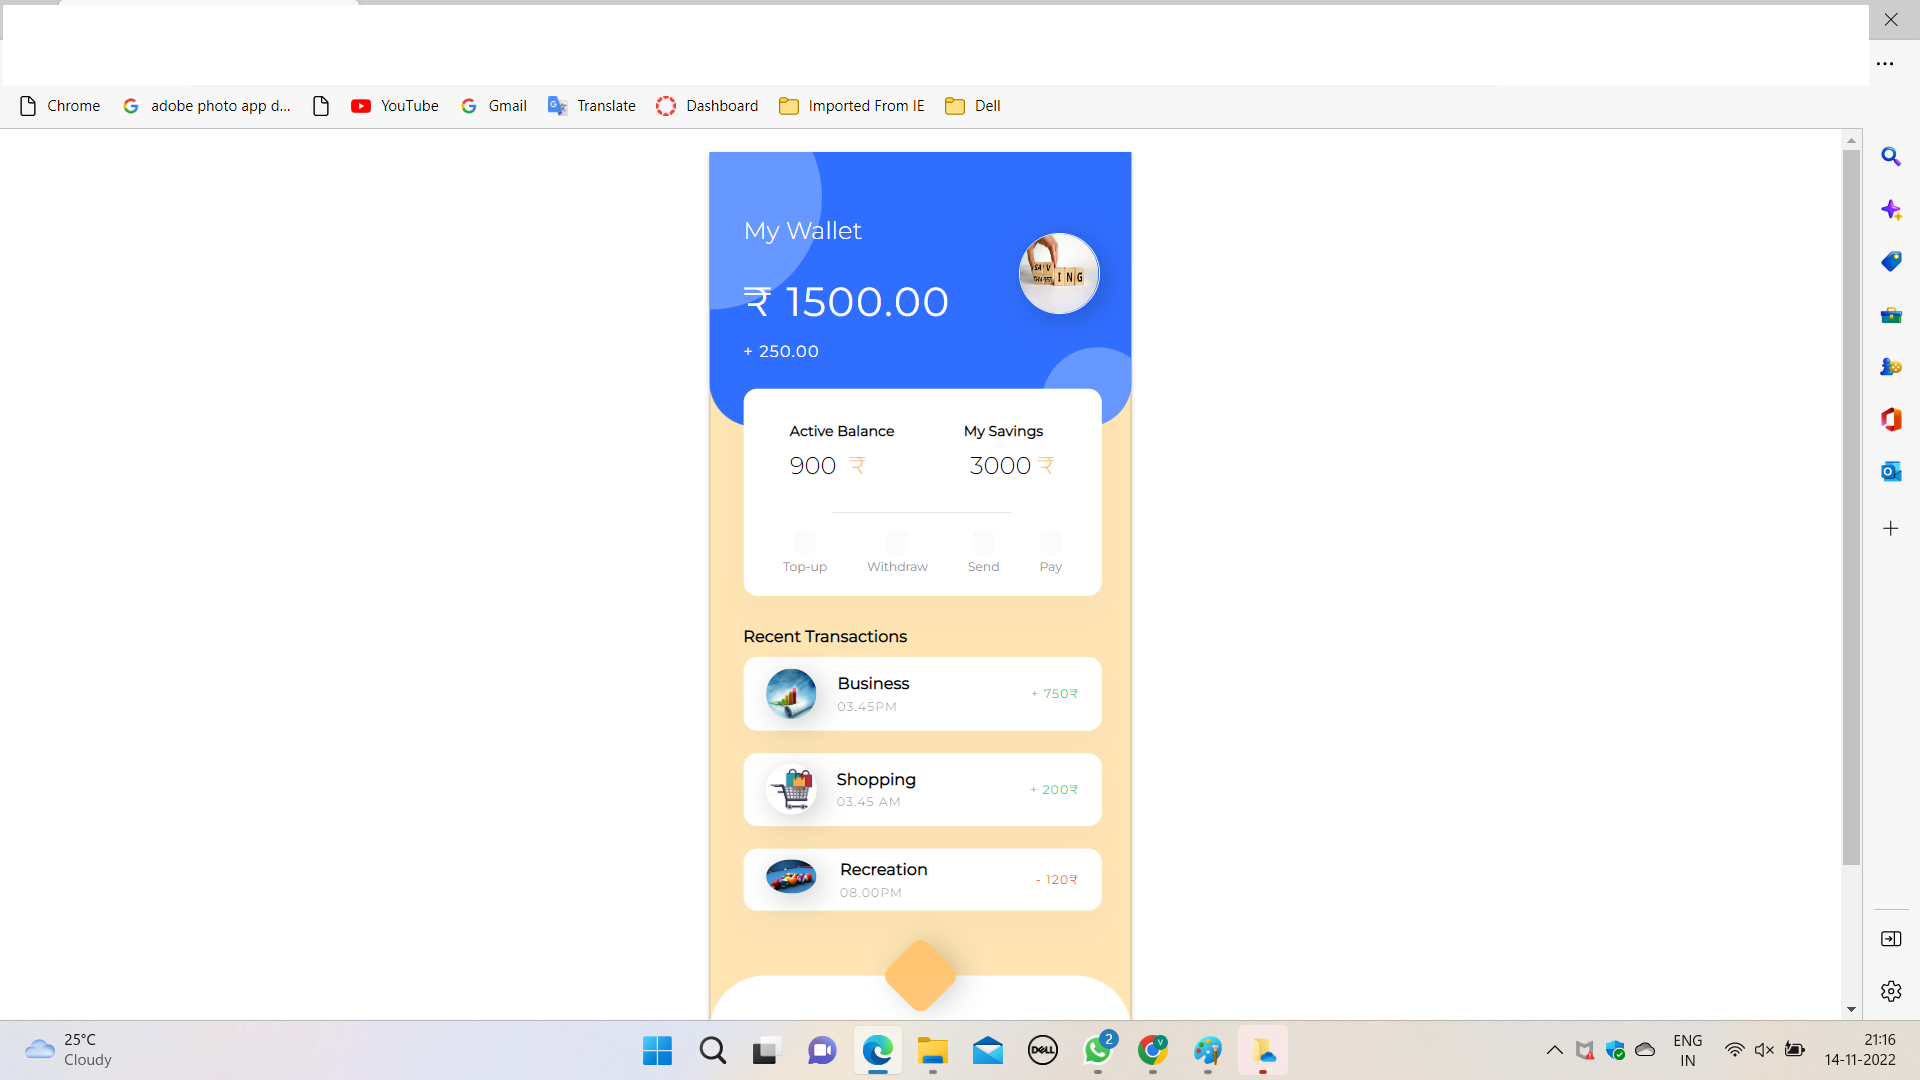 Chrome
adobe photo app d...
YouTube
Gmail
Translate
Dashboard
Imported From IE
Dell
My Wallet
₹ 1500.00
+ 250.00
Active Balance
My Savings
900 ₹
3000 ₹
Top-up
Withdraw
Send
Pay
Recent Transactions
Business
03.45PM
+ 750₹
Shopping
03.45 AM
+ 200₹
Recreation
08.00PM
- 120₹
25°C
Cloudy
DELL
2
V
ENG
IN
21:16
14-11-2022